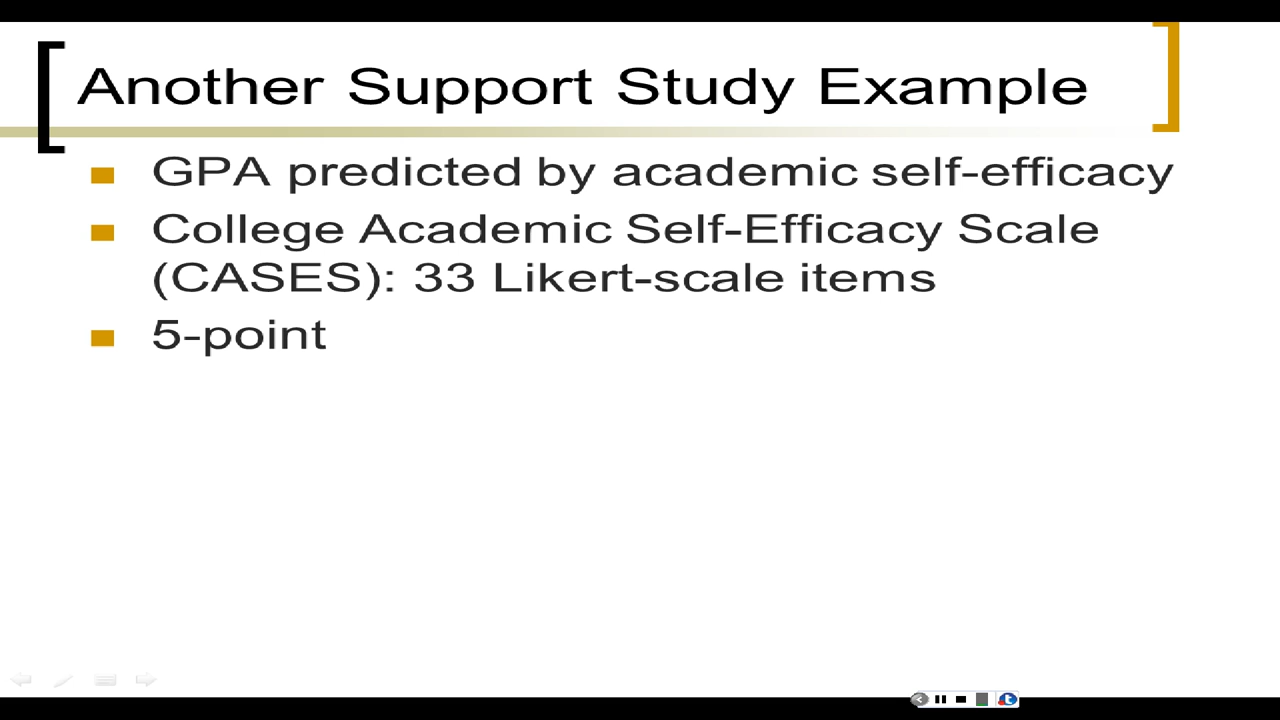 Another Support Study Example
GPA predicted by academic self-efficacy
College Academic Self-Efficacy Scale
(CASES): 33 Likert-scale items
5-point